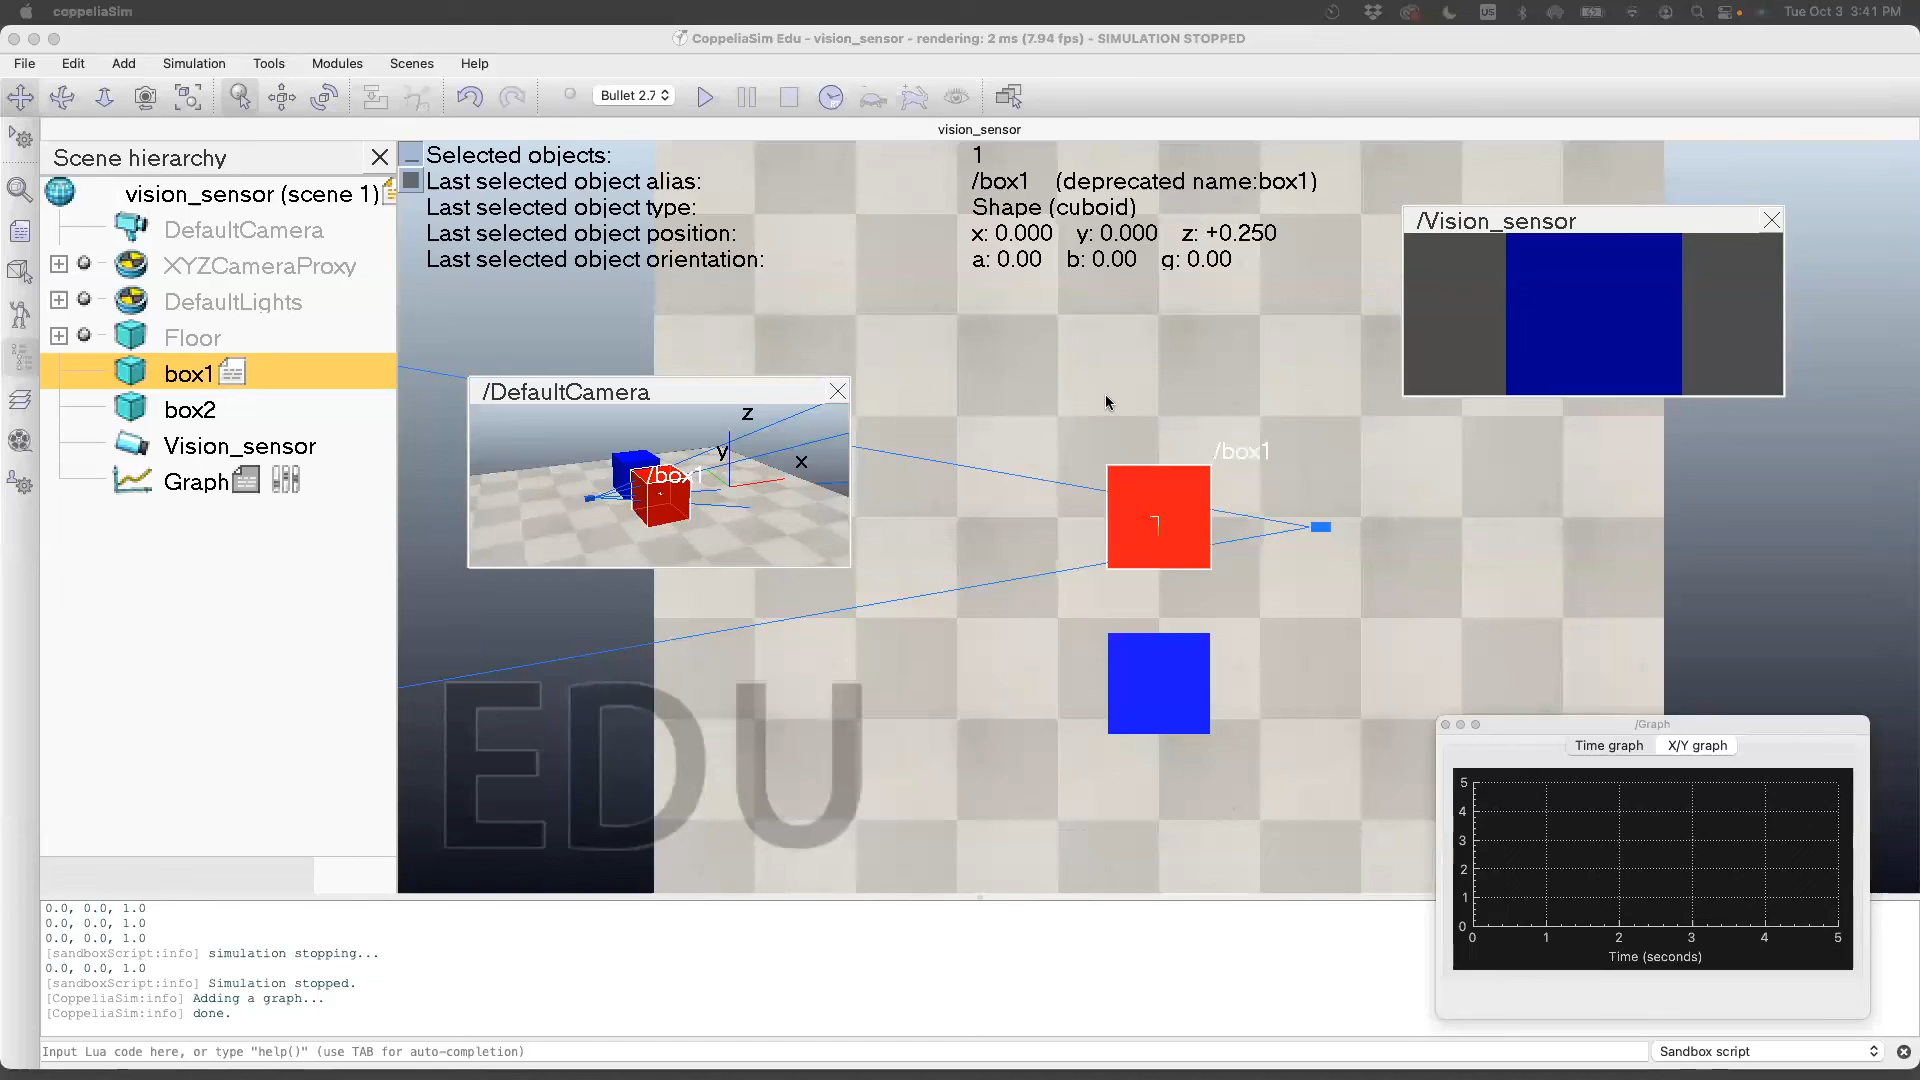 coppeliaSim
US
Tue Oct 3 3:41 PM
CoppeliaSim Edu - vision_sensor - rendering: 2 ms (7.94 fps) - SIMULATION STOPPED
File Edit Add Simulation Tools Modules Scenes Help
Bullet 2.7
RT
vision_sensor
Scene hierarchy
vision_sensor (scene 1)
DefaultCamera
XYZCameraProxy
DefaultLights
Floor
box1
box2
Vision_sensor
Graph
Selected objects: 1
Last selected object alias: /box1 (deprecated name:box1)
Last selected object type: Shape (cuboid)
Last selected object position: x: 0.000 y: 0.000 z: +0.250
Last selected object orientation: a: 0.00 b: 0.00 g: 0.00
/Vision_sensor
/DefaultCamera
z
y
x
/box1
/box1
EDU
/Graph
Time graph X/Y graph
5
4
3
2
1
0
0 1 2 3 4 5
Time (seconds)
0.0, 0.0, 1.0
0.0, 0.0, 1.0
0.0, 0.0, 1.0
[sandboxScript:info] simulation stopping...
0.0, 0.0, 1.0
[sandboxScript:info] Simulation stopped.
[CoppeliaSim:info] Adding a graph...
[CoppeliaSim:info] done.
Input Lua code here, or type "help()" (use TAB for auto-completion)
Sandbox script